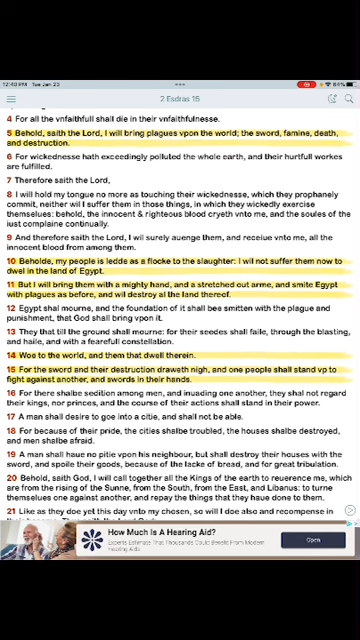 12:40 PM Tue Jan 23
2 Esdras 15
4 For all the vnfaithfull shall die in their vnfaithfulnesse.
5 Behold, saith the Lord, I will bring plagues vpon the world; the sword, famine, death,
and destruction.
6 For wickednesse hath exceedingly polluted the whole earth, and their hurtfull workes
are fulfilled.
7 Therefore saith the Lord,
8 I will hold my tongue no more as touching their wickednesse, which they prophanely
commit, neither wil I suffer them in those things, in which they wickedly exercise
themselues: behold, the innocent & righteous blood cryeth vnto me, and the soules of the
iust complaine continually.
9 And therefore saith the Lord, I wil surely auenge them, and receiue vnto me, all the
innocent blood from among them.
10 Beholde, my people is ledde as a flocke to the slaughter: I wil not suffer them now to
dwel in the land of Egypt.
11 But I will bring them with a mighty hand, and a stretched out arme, and smite Egypt
with plagues as before, and wil destroy al the land thereof.
12 Egypt shal mourne, and the foundation of it shall bee smitten with the plague and
punishment, that God shall bring vpon it.
13 They that till the ground shall mourne: for their seedes shall faile, through the blasting,
and haile, and with a fearefull constellation.
14 Woe to the world, and them that dwell therein.
15 For the sword and their destruction draweth nigh, and one people shall stand vp to
fight against another, and swords in their hands.
16 For there shalbe sedition among men, and inuading one another, they shal not regard
their kings, nor princes, and the course of their actions shall stand in their power.
17 A man shall desire to goe into a citie, and shall not be able.
18 For because of their pride, the cities shalbe troubled, the houses shalbe destroyed,
and men shalbe afraid.
19 A man shall haue no pitie vpon his neighbour, but shall destroy their houses with the
sword, and spoile their goods, because of the lacke of bread, and for great tribulation.
20 Behold, saith God, I will call together all the Kings of the earth to reuerence me, which
are from the rising of the Sunne, from the South, from the East, and Libanus: to turne
themselues one against another, and repay the things that they haue done to them.
21 Like as they doe yet this day vnto my chosen, so will I doe also and recompense in
How Much Is A Hearing Aid?
Experts Estimate That Thousands Could Benefit From Modern
Hearing Aids
Open